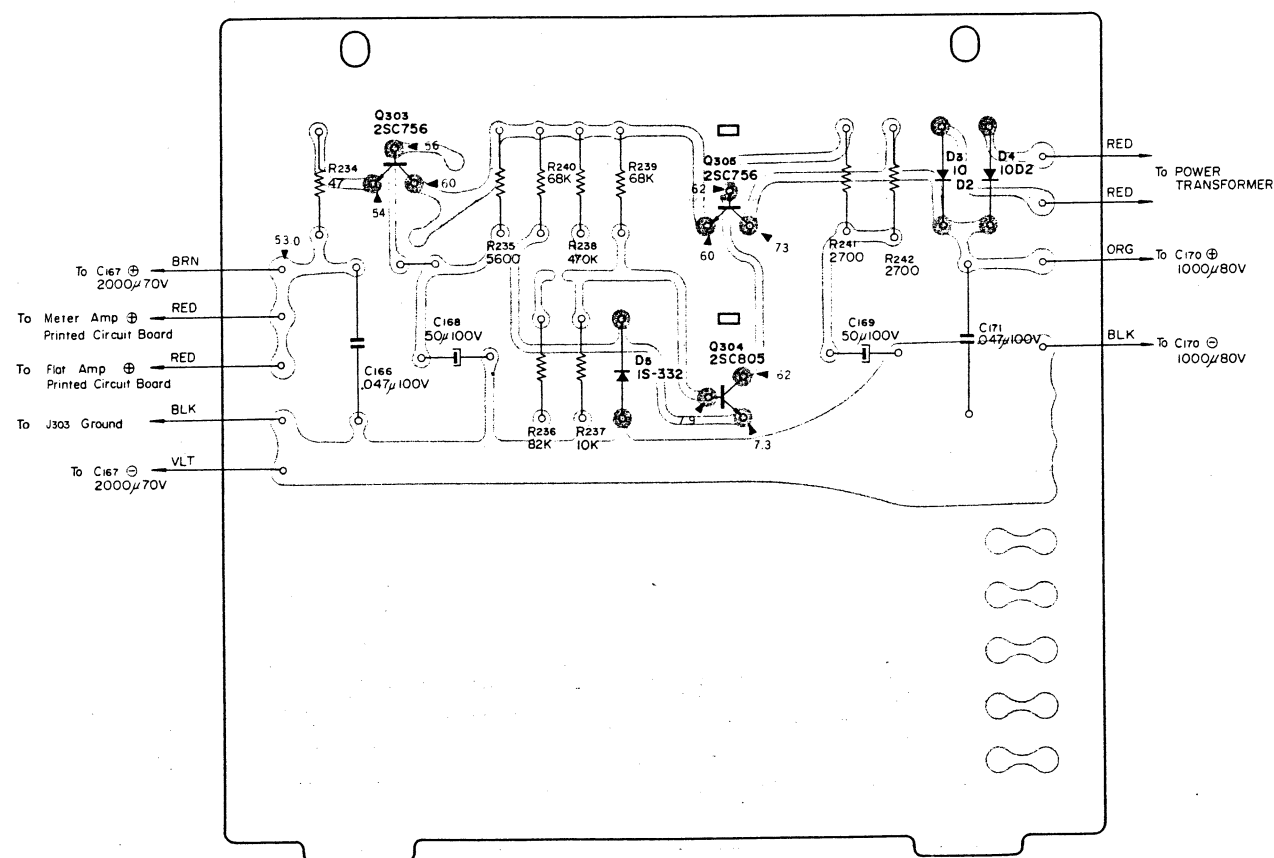 Q303
2SC756
56
R234
47
60
54
R240
68K
R239
68K
Q305
2SC756
62
60
73
D3
10
D2
D4
10D2
RED
To POWER
TRANSFORMER
RED
R235
5600
R238
470K
R241
2700
R242
2700
53.0
BRN
To C167 ⊕
2000μ70V
ORG
To C170 ⊕
1000μ80V
RED
To Meter Amp ⊕
Printed Circuit Board
C168
50μ100V
C169
50μ100V
C171
.047μ100V
BLK
To C170 ⊖
1000μ80V
RED
To Flat Amp ⊕
Printed Circuit Board
C166
.047μ100V
D5
1S-332
Q304
2SC805
62
7.9
7.3
BLK
To J303 Ground
R236
82K
R237
10K
VLT
To C167 ⊖
2000μ70V